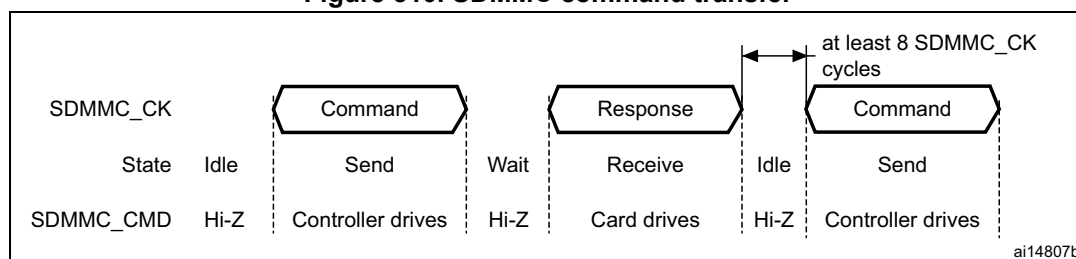 at least 8 SDMMC_CK
cycles
SDMMC_CK Command Response Command
State Idle Send Wait Receive Idle Send
SDMMC_CMD Hi-Z Controller drives Hi-Z Card drives Hi-Z Controller drives
ai14807b